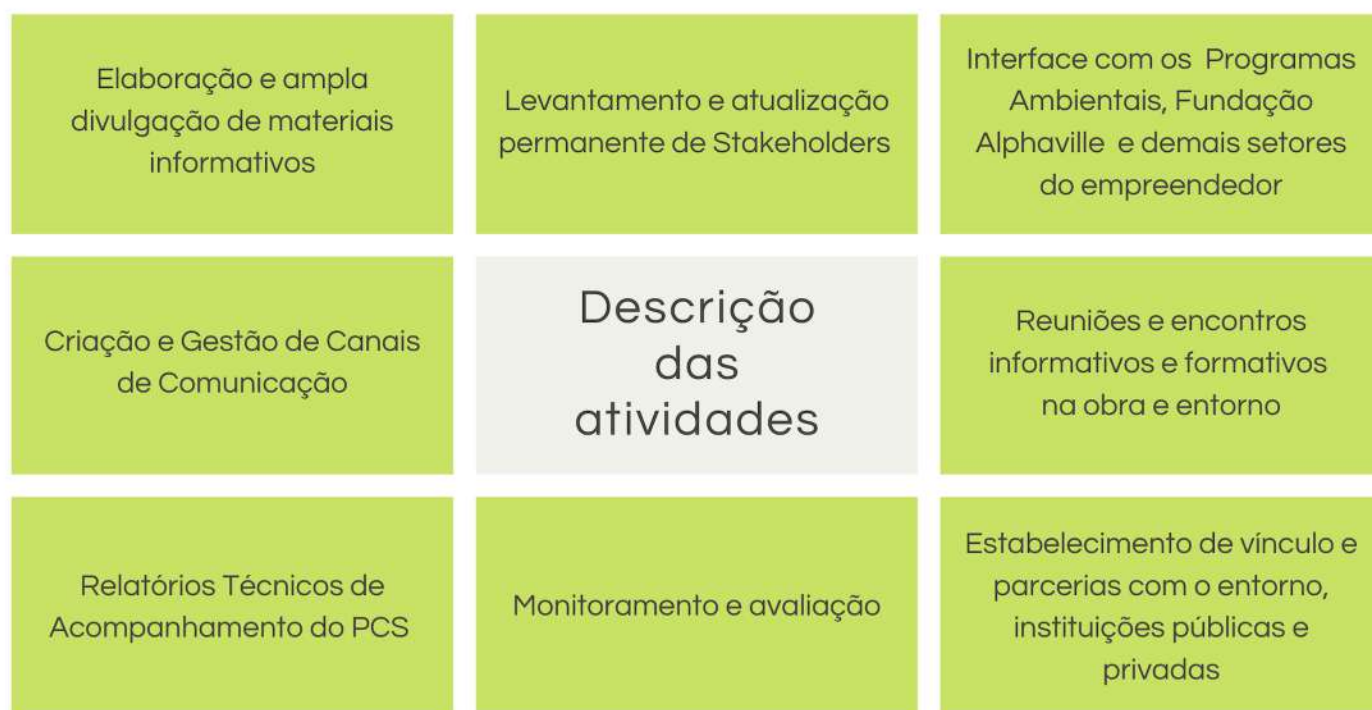 Elaboração e ampla
divulgação de materiais
informativos
Levantamento e atualização
permanente de Stakeholders
Interface com os Programas
Ambientais, Fundação
Alphaville e demais setores
do empreendedor
Criação e Gestão de Canais
de Comunicação
Descrição
das
atividades
Reuniões e encontros
informativos e formativos
na obra e entorno
Relatórios Técnicos de
Acompanhamento do PCS
Monitoramento e avaliação
Estabelecimento de vínculo e
parcerias com o entorno,
instituições públicas e
privadas